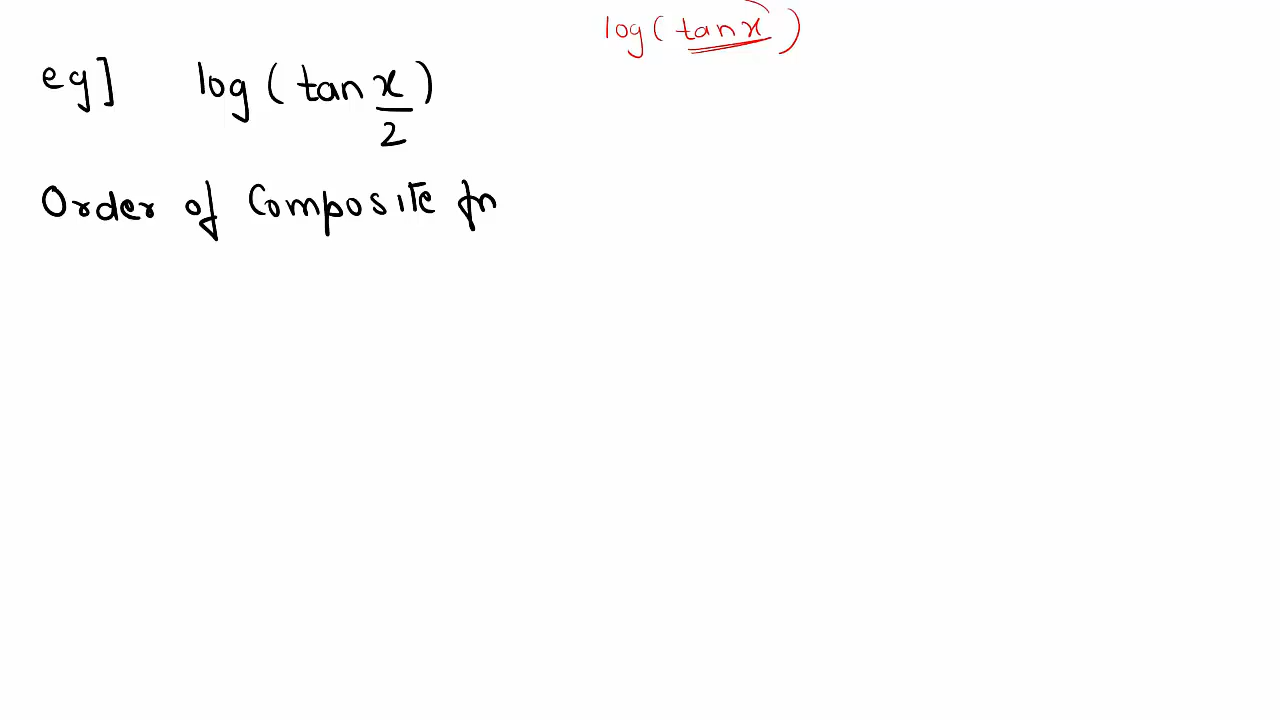 log(tan x)
eg] log(tan x/2)
Order of Composite fn